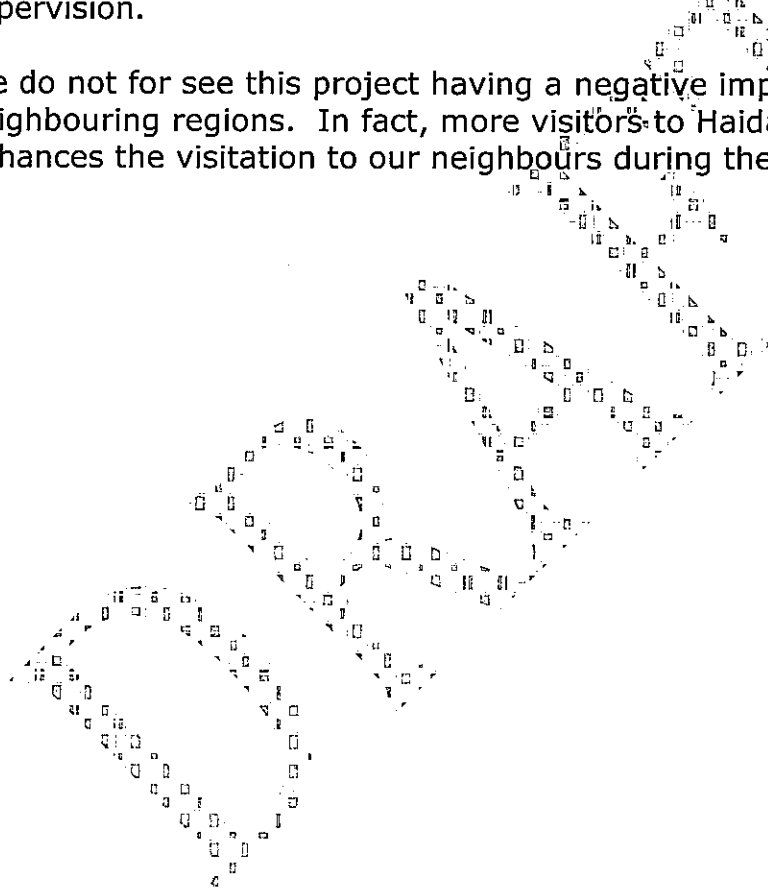 pervision.
e do not for see this project having a negative imp
ighbouring regions.  In fact, more visitors to Haida
hances the visitation to our neighbours during the
DRAFT